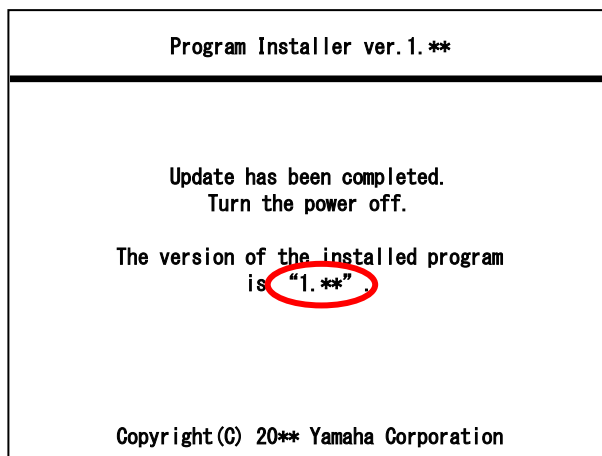 Program Installer ver.1.**
Update has been completed.
Turn the power off.
The version of the installed program
is “1.**”.
Copyright(C) 20** Yamaha Corporation